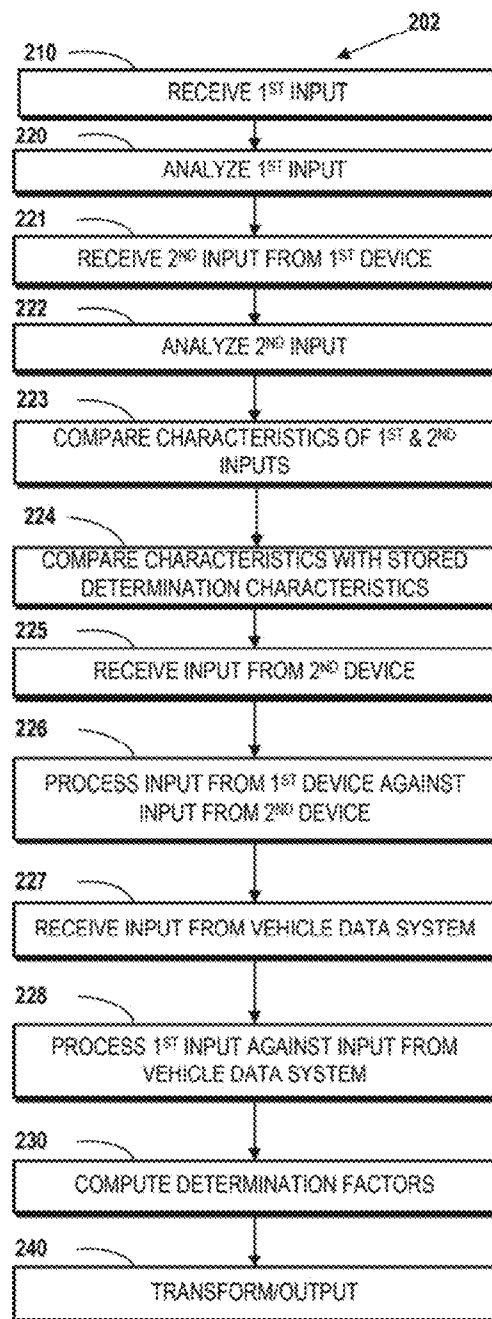 202
210
RECEIVE 1ST INPUT
220
ANALYZE 1ST INPUT
221
RECEIVE 2ND INPUT FROM 1ST DEVICE
222
ANALYZE 2ND INPUT
223
COMPARE CHARACTERISTICS OF 1ST & 2ND
INPUTS
224
COMPARE CHARACTERISTICS WITH STORED
DETERMINATION CHARACTERISTICS
225
RECEIVE INPUT FROM 2ND DEVICE
226
PROCESS INPUT FROM 1ST DEVICE AGAINST
INPUT FROM 2ND DEVICE
227
RECEIVE INPUT FROM VEHICLE DATA SYSTEM
228
PROCESS 1ST INPUT AGAINST INPUT FROM
VEHICLE DATA SYSTEM
230
COMPUTE DETERMINATION FACTORS
240
TRANSFORM/OUTPUT